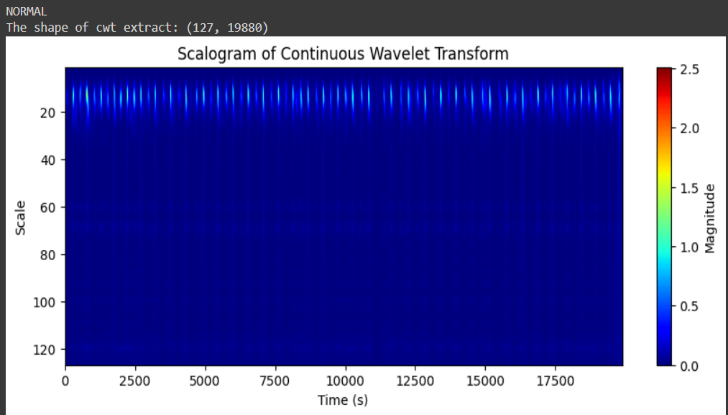 NORMAL
The shape of cwt extract: (127, 19880)
Scalogram of Continuous Wavelet Transform
20
40
60
80
100
120
Scale
0 2500 5000 7500 10000 12500 15000 17500
Time (s)
2.5
2.0
1.5
1.0
0.5
0.0
Magnitude